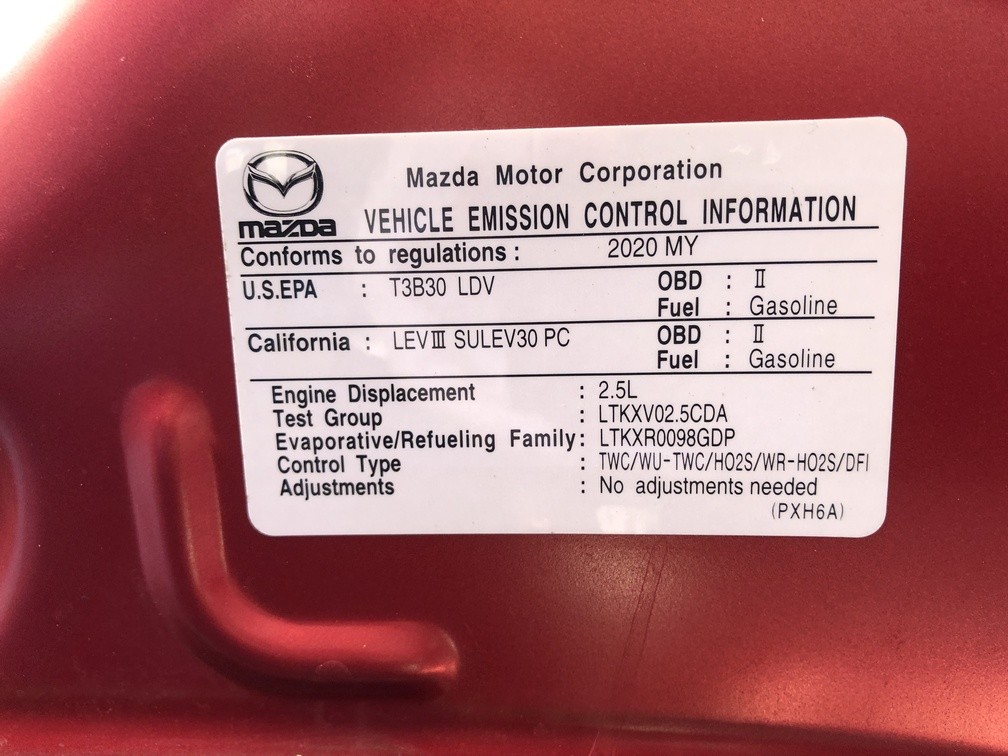 mazda
Mazda Motor Corporation
VEHICLE EMISSION CONTROL INFORMATION
Conforms to regulations : 2020 MY
U.S.EPA : T3B30 LDV OBD : Ⅱ
Fuel : Gasoline
California : LEVⅢ SULEV30 PC OBD : Ⅱ
Fuel : Gasoline
Engine Displacement : 2.5L
Test Group : LTKXV02.5CDA
Evaporative/Refueling Family : LTKXR0098GDP
Control Type : TWC/WU-TWC/HO2S/WR-HO2S/DFI
Adjustments : No adjustments needed
(PXH6A)